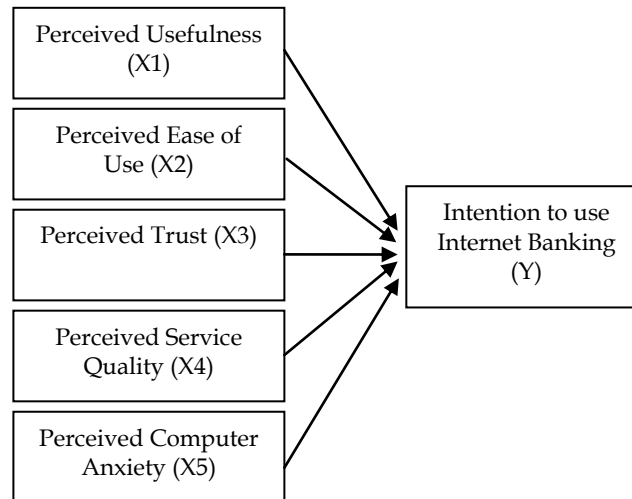 Perceived Usefulness
(X1)
Perceived Ease of
Use (X2)
Perceived Trust (X3)
Perceived Service
Quality (X4)
Perceived Computer
Anxiety (X5)
Intention to use
Internet Banking
(Y)